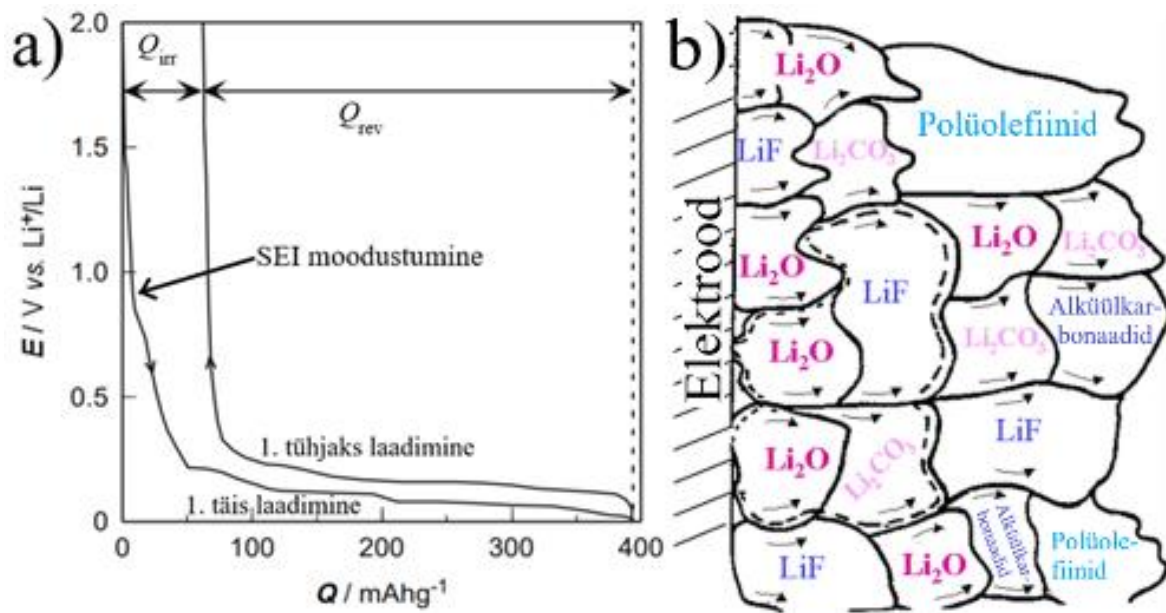 a)
2.0
Qirr
Qrev
1.5
SEI moodustumine
1.0
E / V vs. Li+/Li
0.5
1. tühjaks laadimine
1. täis laadimine
0
0
100
200
300
400
Q / mAhg-1
b)
Elektrood
Li2O
Polüolefiinid
LiF
Li2CO3
Li2O
Li2O
Li2CO3
LiF
Alküülkar-
bonaadid
Li2CO3
Li2O
LiF
Li2O
Li2CO3
Alküülkar-
bonaadid
Polüole-
fiinid
LiF
Li2O